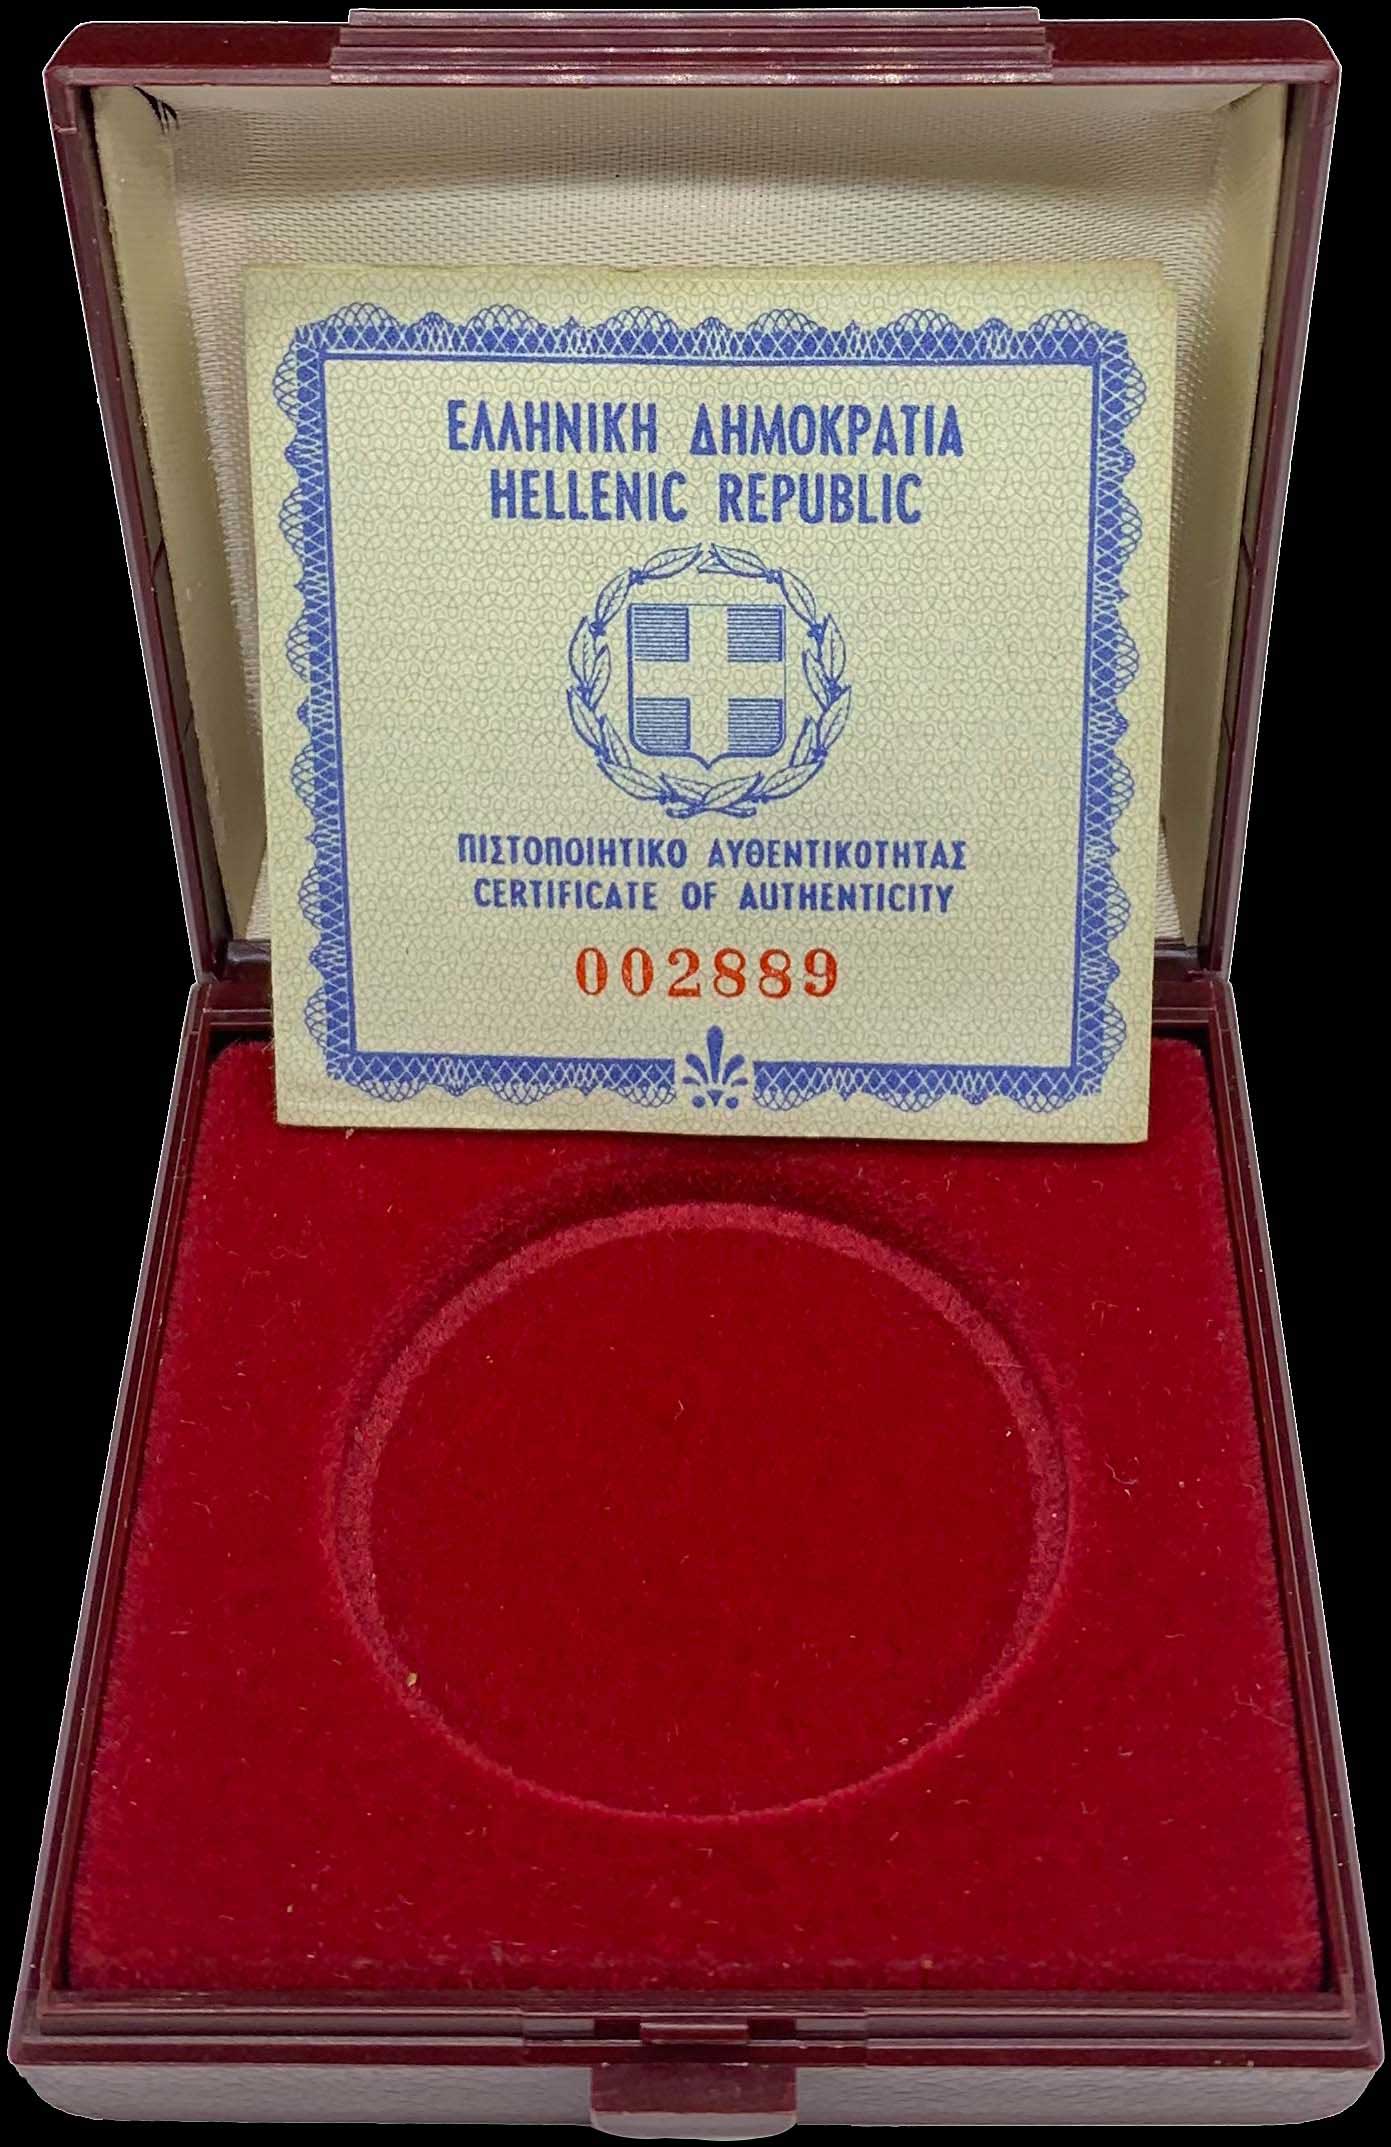 ΕΛΛΗΝΙΚΗ ΔΗΜΟΚΡΑΤΙΑ
HELLENIC REPUBLIC
ΠΙΣΤΟΠΟΙΗΤΙΚΟ ΑΥΘΕΝΤΙΚΟΤΗΤΑΣ
CERTIFICATE OF AUTHENTICITY
002889